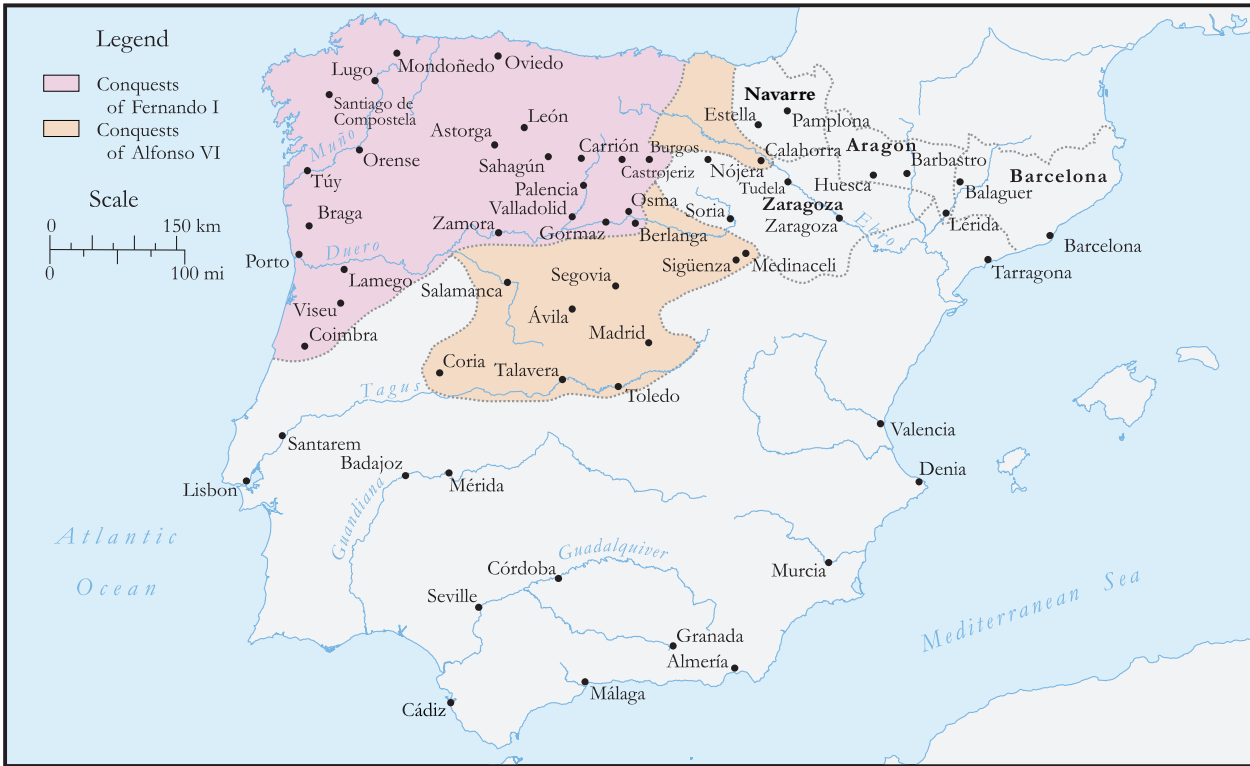 Legend
Conquests
of Fernando I
Conquests
of Alfonso VI
Scale
0 150 km
0 100 mi
Mondoñedo
Oviedo
Lugo
Santiago de
Compostela
Muño
Orense
Túy
Braga
Porto
Duero
Lamego
Viseu
Coimbra
León
Astorga
Sahagún
Carrión
Burgos
Castrojeriz
Palencia
Valladolid
Zamora
Gormaz
Osma
Berlanga
Soria
Navarre
Estella
Pamplona
Calahorra
Nójera
Tudela
Aragon
Barbastro
Huesca
Balaguer
Barcelona
Zaragoza
Zaragoza
Ebro
Lérida
Barcelona
Tarragona
Sigüenza
Medinaceli
Salamanca
Segovia
Ávila
Madrid
Coria
Talavera
Toledo
Tagus
Santarem
Lisbon
Badajoz
Mérida
Guandiana
Valencia
Denia
Atlantic
Ocean
Guadalquiver
Córdoba
Seville
Murcia
Granada
Almería
Málaga
Cádiz
Mediterranean Sea